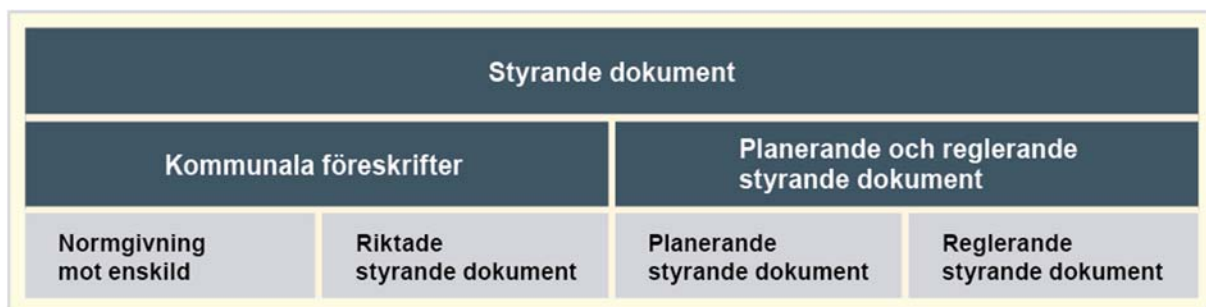 Styrande dokument
Kommunala föreskrifter
Planerande och reglerande
styrande dokument
Normgivning
mot enskild
Riktade
styrande dokument
Planerande
styrande dokument
Reglerande
styrande dokument